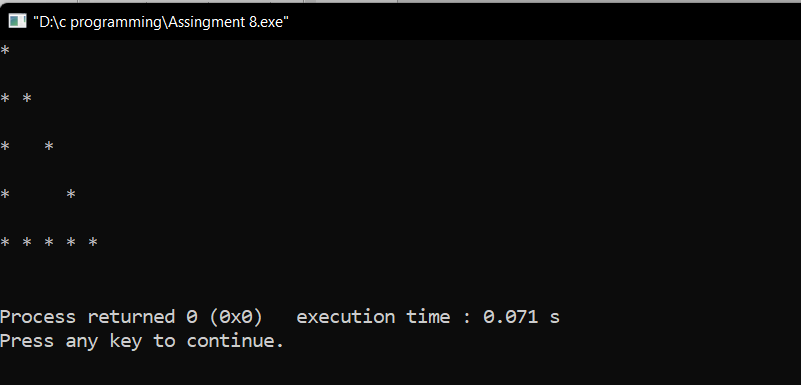 "D:\c programming\Assingment 8.exe"
*
* *
*   *
*     *
* * * * *
Process returned 0 (0x0)   execution time : 0.071 s
Press any key to continue.